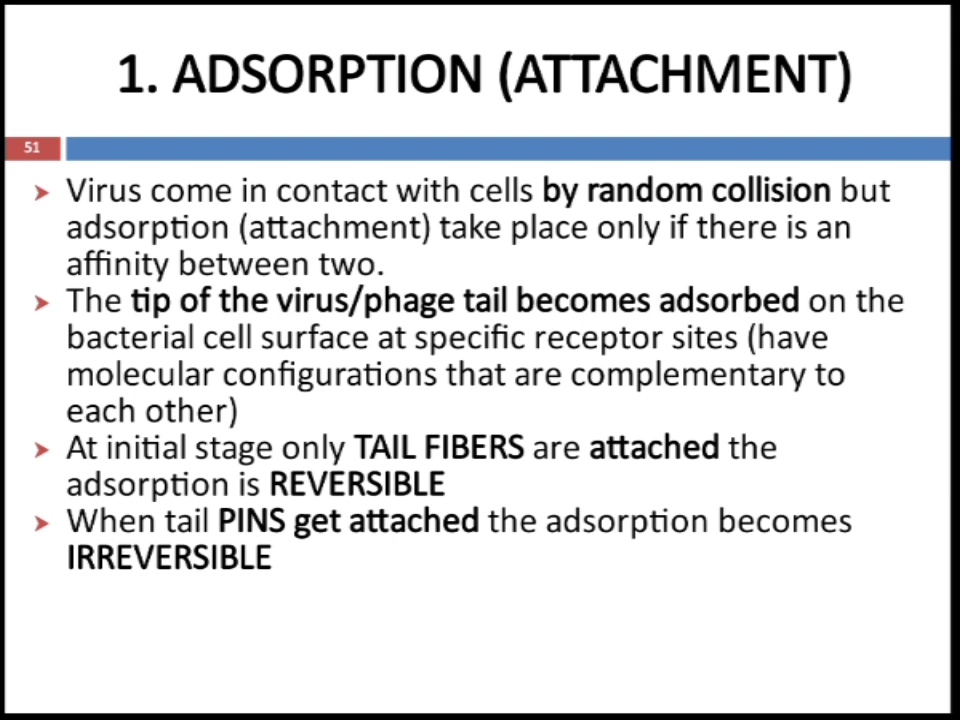 1. ADSORPTION (ATTACHMENT)
51
➤ Virus come in contact with cells by random collision but
adsorption (attachment) take place only if there is an
affinity between two.
➤ The tip of the virus/phage tail becomes adsorbed on the
bacterial cell surface at specific receptor sites (have
molecular configurations that are complementary to
each other)
➤ At initial stage only TAIL FIBERS are attached the
adsorption is REVERSIBLE
➤ When tail PINS get attached the adsorption becomes
IRREVERSIBLE